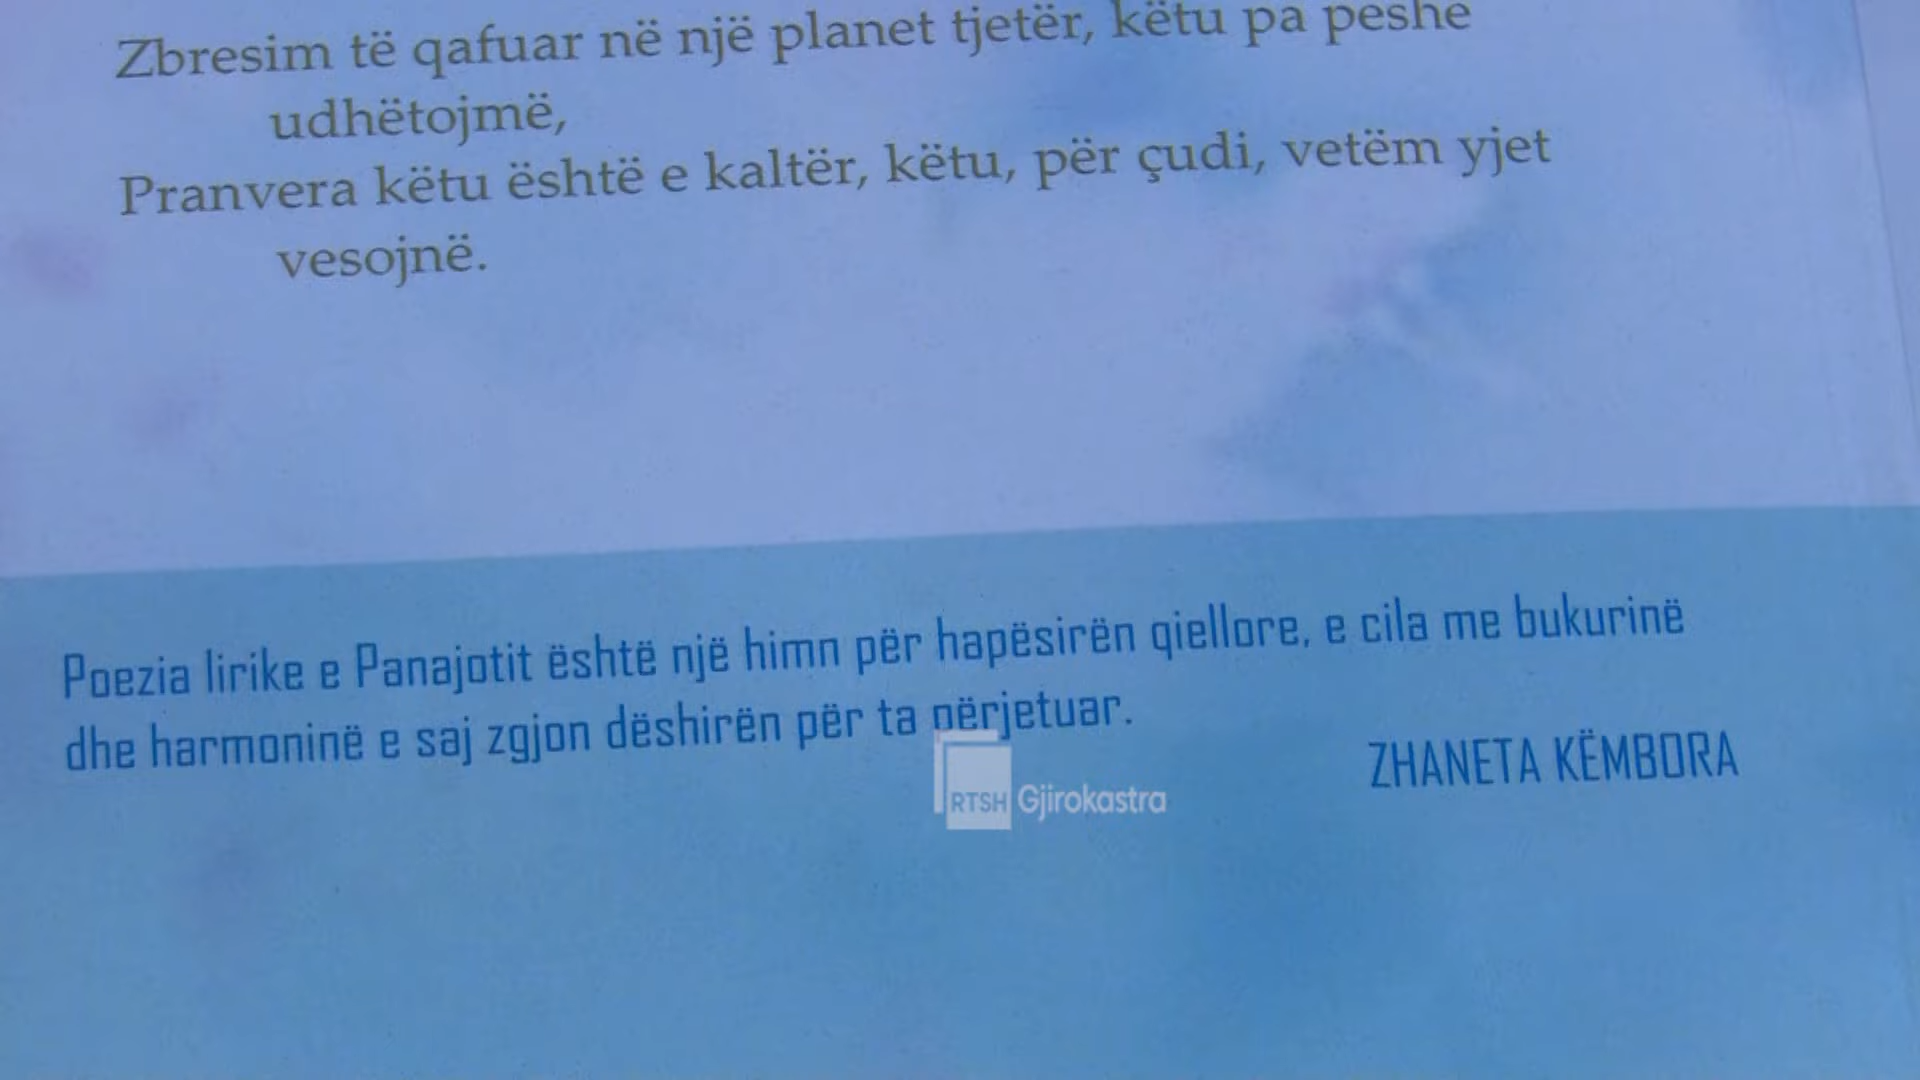 Zbresim të qafuar në një planet tjetër, këtu pa peshë
udhëtojmë,
Pranvera këtu është e kaltër, këtu, për çudi, vetëm yjet
vesojnë.
Poezia lirike e Panajotit është një himn për hapësirën qiellore, e cila me bukurinë
dhe harmoninë e saj zgjon dëshirën për ta përjetuar.
ZHANETA KËMBORA
RTSH Gjirokastra